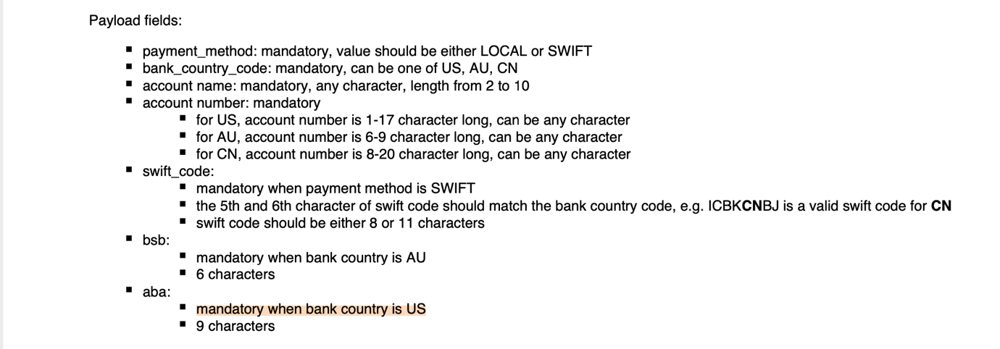 Payload fields:
▪ payment_method: mandatory, value should be either LOCAL or SWIFT
▪ bank_country_code: mandatory, can be one of US, AU, CN
▪ account name: mandatory, any character, length from 2 to 10
▪ account number: mandatory
▪ for US, account number is 1-17 character long, can be any character
▪ for AU, account number is 6-9 character long, can be any character
▪ for CN, account number is 8-20 character long, can be any character
▪ swift_code:
▪ mandatory when payment method is SWIFT
▪ the 5th and 6th character of swift code should match the bank country code, e.g. ICBKCNBJ is a valid swift code for CN
▪ swift code should be either 8 or 11 characters
▪ bsb:
▪ mandatory when bank country is AU
▪ 6 characters
▪ aba:
▪ mandatory when bank country is US
▪ 9 characters